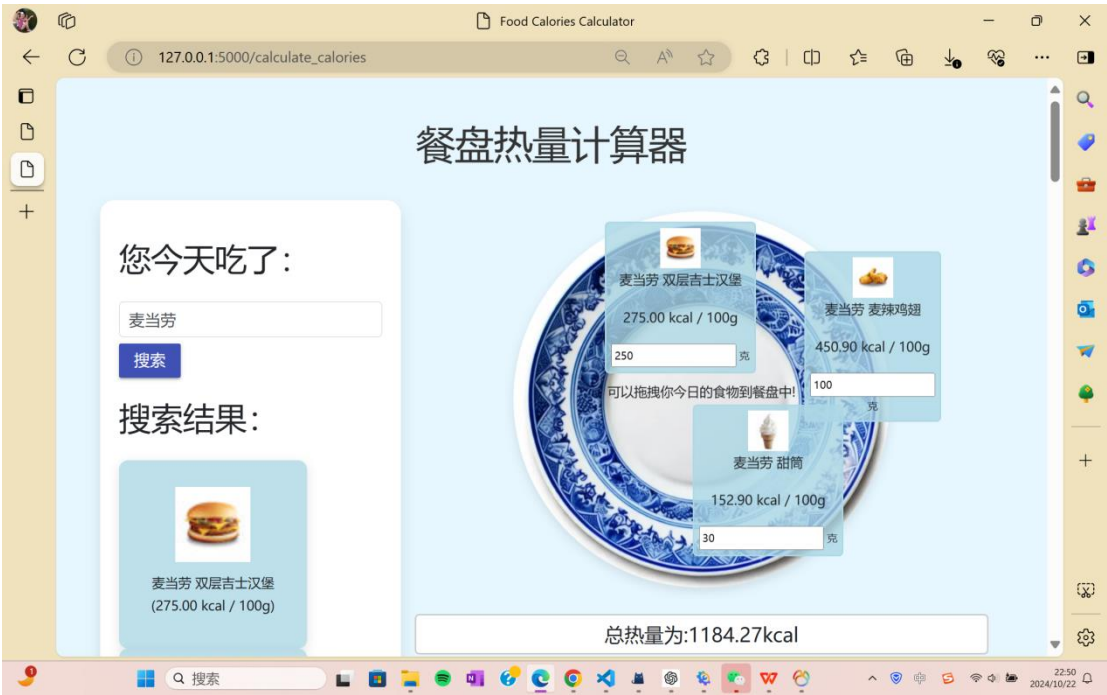 Food Calories Calculator
127.0.0.1:5000/calculate_calories
餐盘热量计算器
您今天吃了：
麦当劳
搜索
搜索结果：
麦当劳 双层吉士汉堡
(275.00 kcal / 100g)
麦当劳 双层吉士汉堡
275.00 kcal / 100g
250 克
麦当劳 麦辣鸡翅
450.90 kcal / 100g
100
克
可以拖拽你今日的食物到餐盘中!
麦当劳 甜筒
152.90 kcal / 100g
30 克
总热量为:1184.27kcal
搜索
中
22:50
2024/10/22